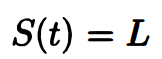 S(t) = L